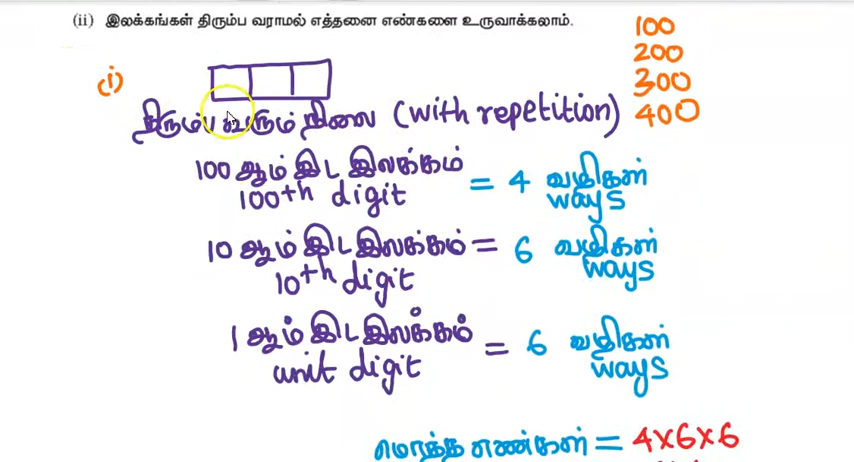 (ii) இலக்கங்கள் திரும்ப வராமல் எத்தனை எண்களை உருவாக்கலாம்.
100
200
(i)
300
திரும்ப வரும் நிலை (with repetition)
400
100 ஆம் இட இலக்கம் = 4 வழிகள்
100th digit ways
10 ஆம் இட இலக்கம் = 6 வழிகள்
10th digit ways
1 ஆம் இட இலக்கம் = 6 வழிகள்
unit digit ways
மொத்த எண்கள் = 4×6×6